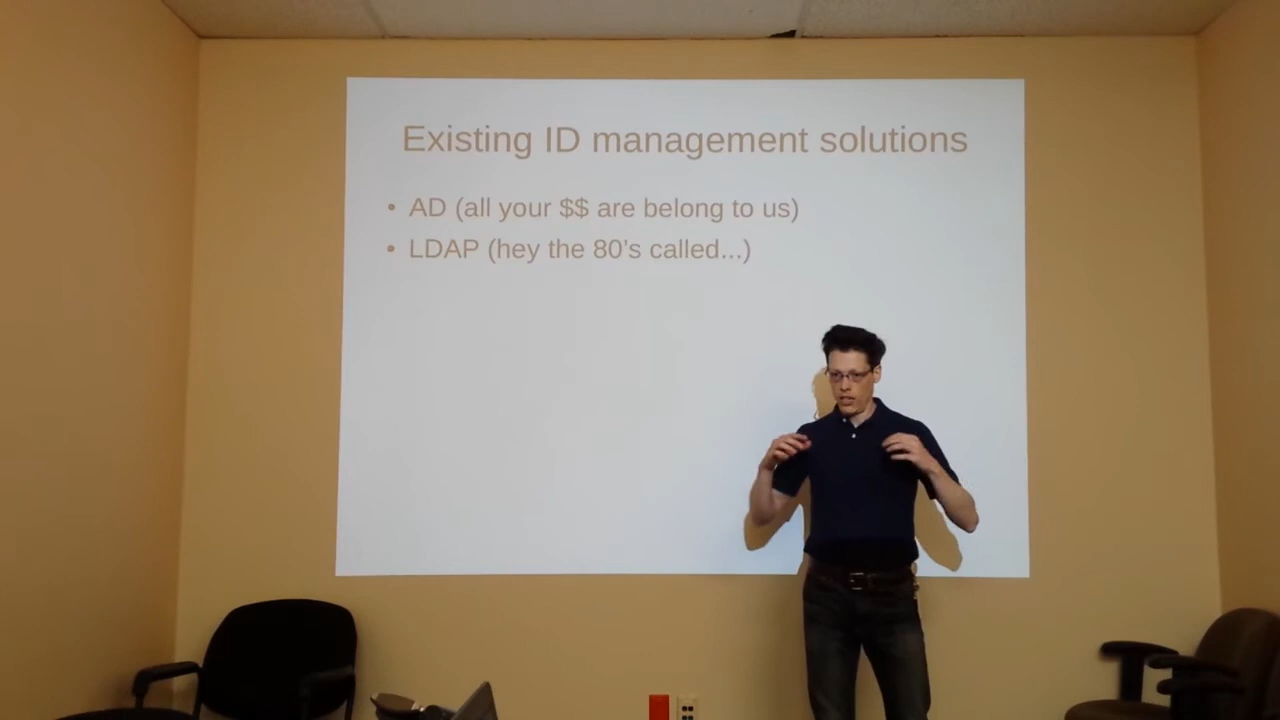 Existing ID management solutions
• AD (all your $$ are belong to us)
• LDAP (hey the 80's called...)